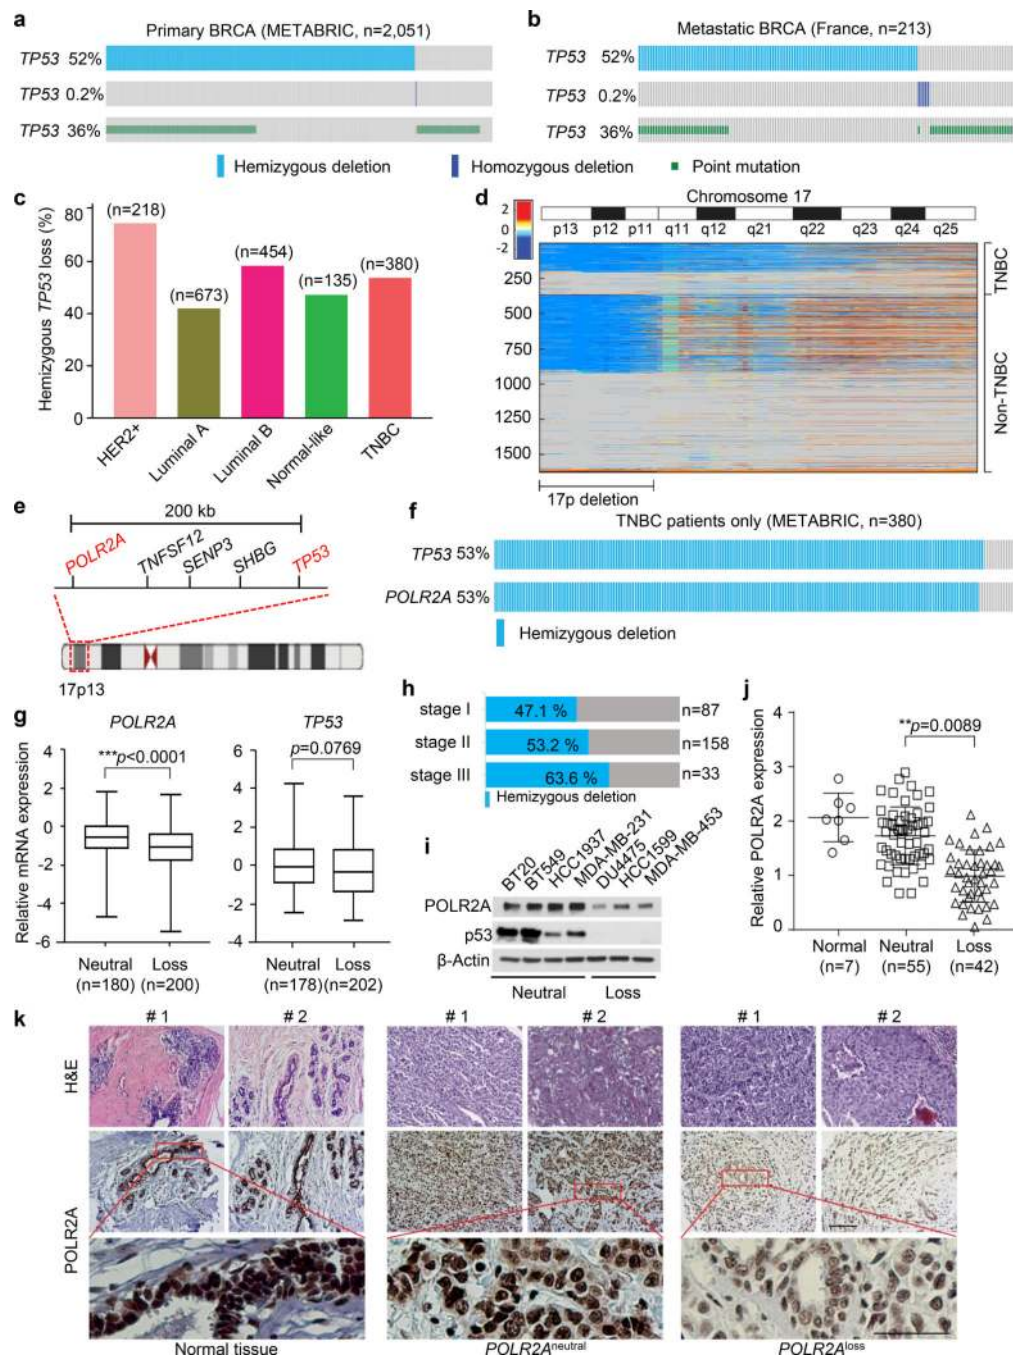 a
Primary BRCA (METABRIC, n=2,051)
TP53 52%
TP53 0.2%
TP53 36%
b
Metastatic BRCA (France, n=213)
TP53 52%
TP53 0.2%
TP53 36%
Hemizygous deletion
Homozygous deletion
Point mutation
c
Hemizygous TP53 loss (%)
80
60
40
20
0
(n=218)
(n=673)
(n=454)
(n=135)
(n=380)
HER2+
Luminal A
Luminal B
Normal-like
TNBC
d
Chromosome 17
2
0
-2
p13 p12 p11 q11 q12 q21 q22 q23 q24 q25
250
500
750
1000
1250
1500
TNBC
Non-TNBC
17p deletion
e
200 kb
POLR2A
TNFSF12
SENP3
SHBG
TP53
17p13
f
TNBC patients only (METABRIC, n=380)
TP53 53%
POLR2A 53%
Hemizygous deletion
g
Relative mRNA expression
POLR2A
***p<0.0001
4
2
0
-2
-4
-6
Neutral Loss
(n=180) (n=200)
TP53
p=0.0769
6
4
2
0
-2
-4
Neutral Loss
(n=178) (n=202)
h
stage I 47.1 % n=87
stage II 53.2 % n=158
stage III 63.6 % n=33
Hemizygous deletion
i
BT20
BT549
HCC1937
MDA-MB-231
DU4475
HCC1599
MDA-MB-453
POLR2A
p53
β-Actin
Neutral Loss
j
Relative POLR2A expression
**p=0.0089
4
3
2
1
0
Normal Neutral Loss
(n=7) (n=55) (n=42)
k
# 1 # 2 # 1 # 2 # 1 # 2
H&E
POLR2A
Normal tissue
POLR2Aneutral
POLR2Aloss